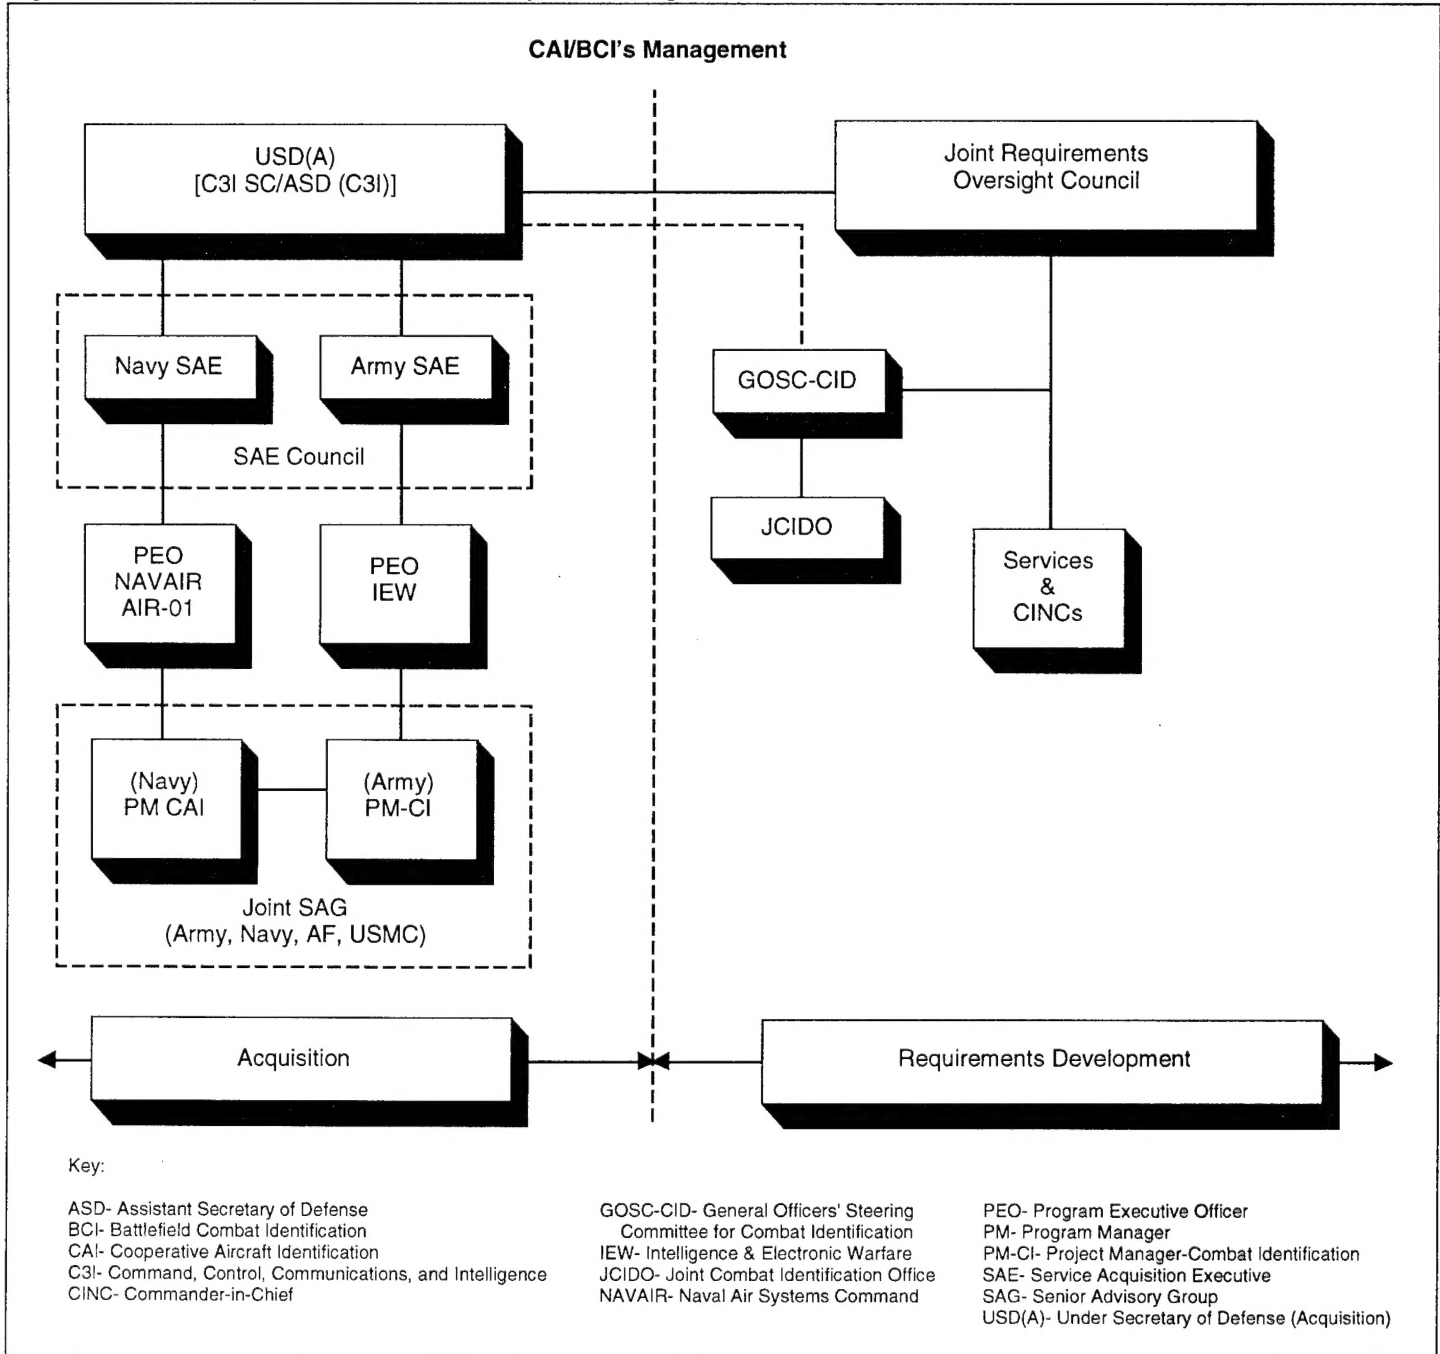 CAI/BCI's Management
USD(A)
[C3I SC/ASD (C3I)]
Joint Requirements
Oversight Council
Navy SAE
Army SAE
SAE Council
GOSC-CID
JCIDO
PEO
NAVAIR
AIR-01
PEO
IEW
Services
&
CINCs
(Navy)
PM CAI
(Army)
PM-CI
Joint SAG
(Army, Navy, AF, USMC)
Acquisition
Requirements Development
Key:
ASD- Assistant Secretary of Defense
BCI- Battlefield Combat Identification
CAI- Cooperative Aircraft Identification
C3I- Command, Control, Communications, and Intelligence
CINC- Commander-in-Chief
GOSC-CID- General Officers' Steering
Committee for Combat Identification
IEW- Intelligence & Electronic Warfare
JCIDO- Joint Combat Identification Office
NAVAIR- Naval Air Systems Command
PEO- Program Executive Officer
PM- Program Manager
PM-CI- Project Manager-Combat Identification
SAE- Service Acquisition Executive
SAG- Senior Advisory Group
USD(A)- Under Secretary of Defense (Acquisition)